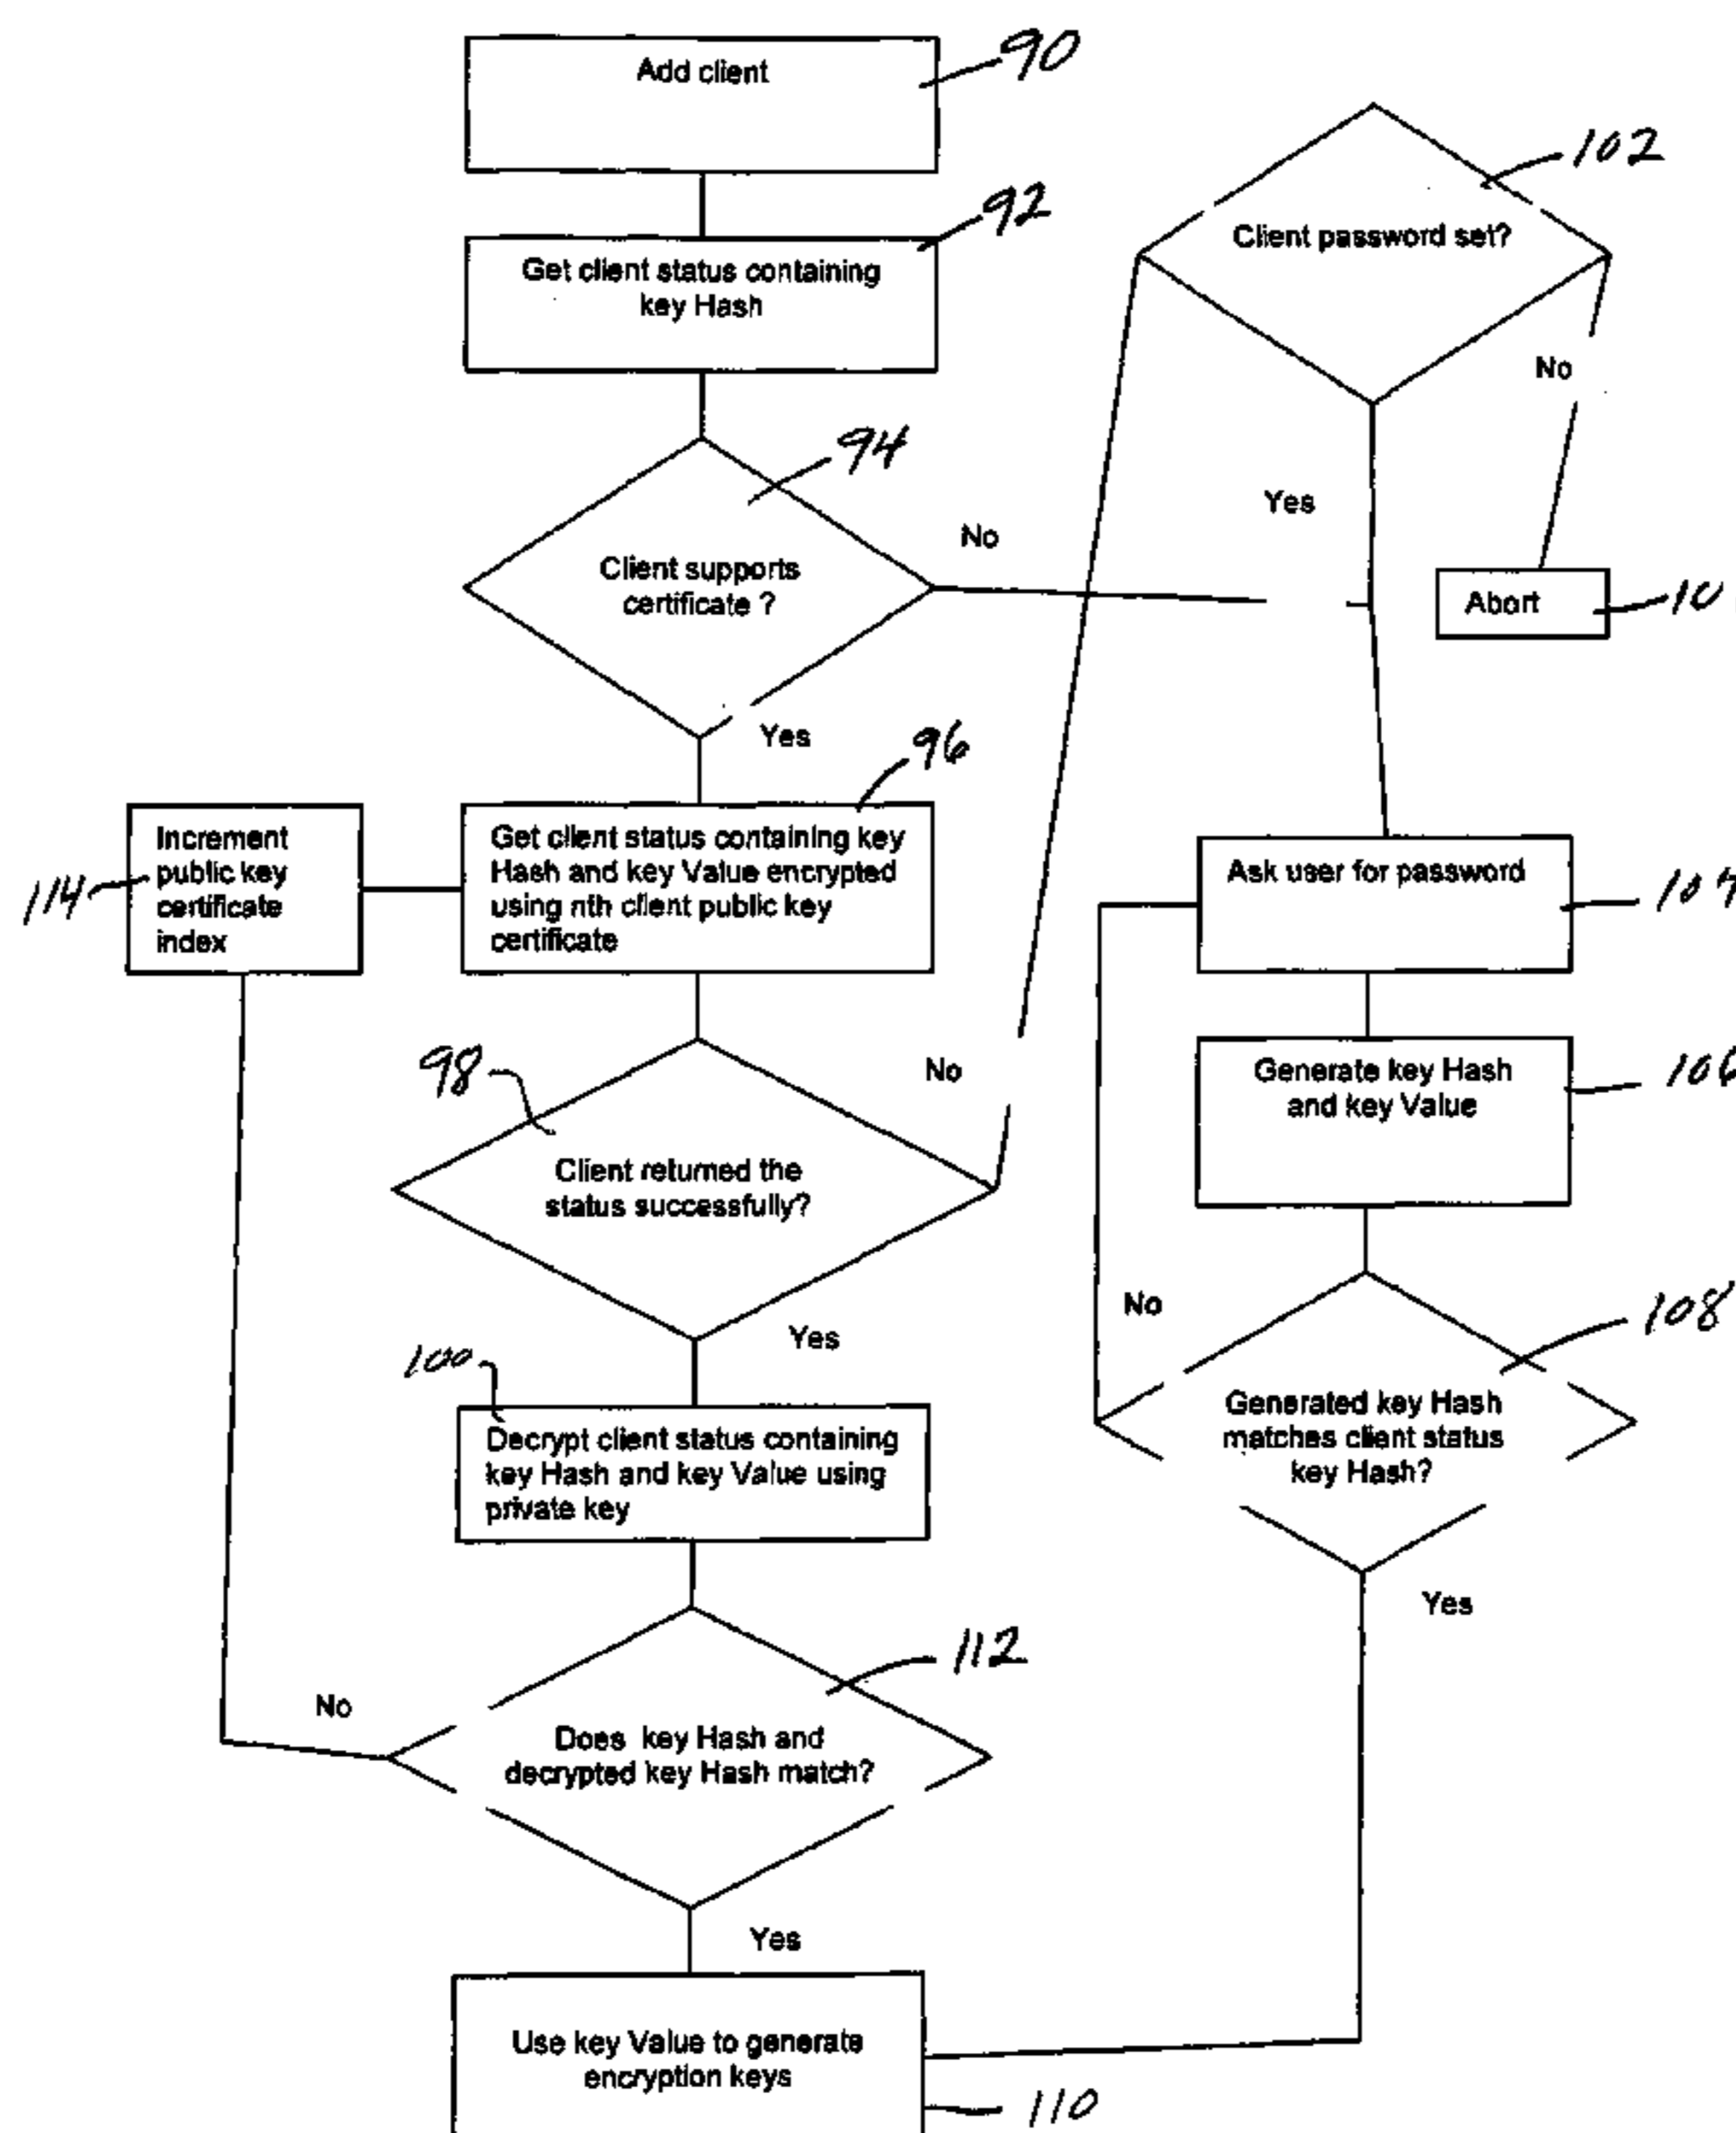 Add client
90
102
Client password set?
92
Get client status containing
key Hash
No
94
Yes
No
Client supports
certificate ?
Abort
10
Yes
96
Increment
public key
certificate
index
114
Get client status containing key
Hash and key Value encrypted
using nth client public key
certificate
Ask user for password
104
98
No
Generate key Hash
and key Value
106
Client returned the
status successfully?
Yes
No
108
100
Decrypt client status containing
key Hash and key Value using
private key
Generated key Hash
matches client status
key Hash?
Yes
112
No
Does key Hash and
decrypted key Hash match?
Yes
Use key Value to generate
encryption keys
110